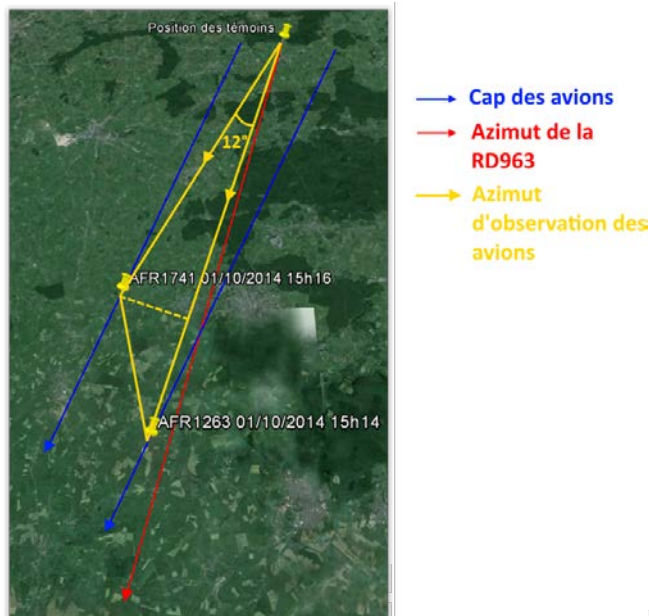 Position des témoins
12°
AFR1741 01/10/2014 15h16
AFR1263 01/10/2014 15h14
Cap des avions
Azimut de la
RD963
Azimut
d'observation des
avions